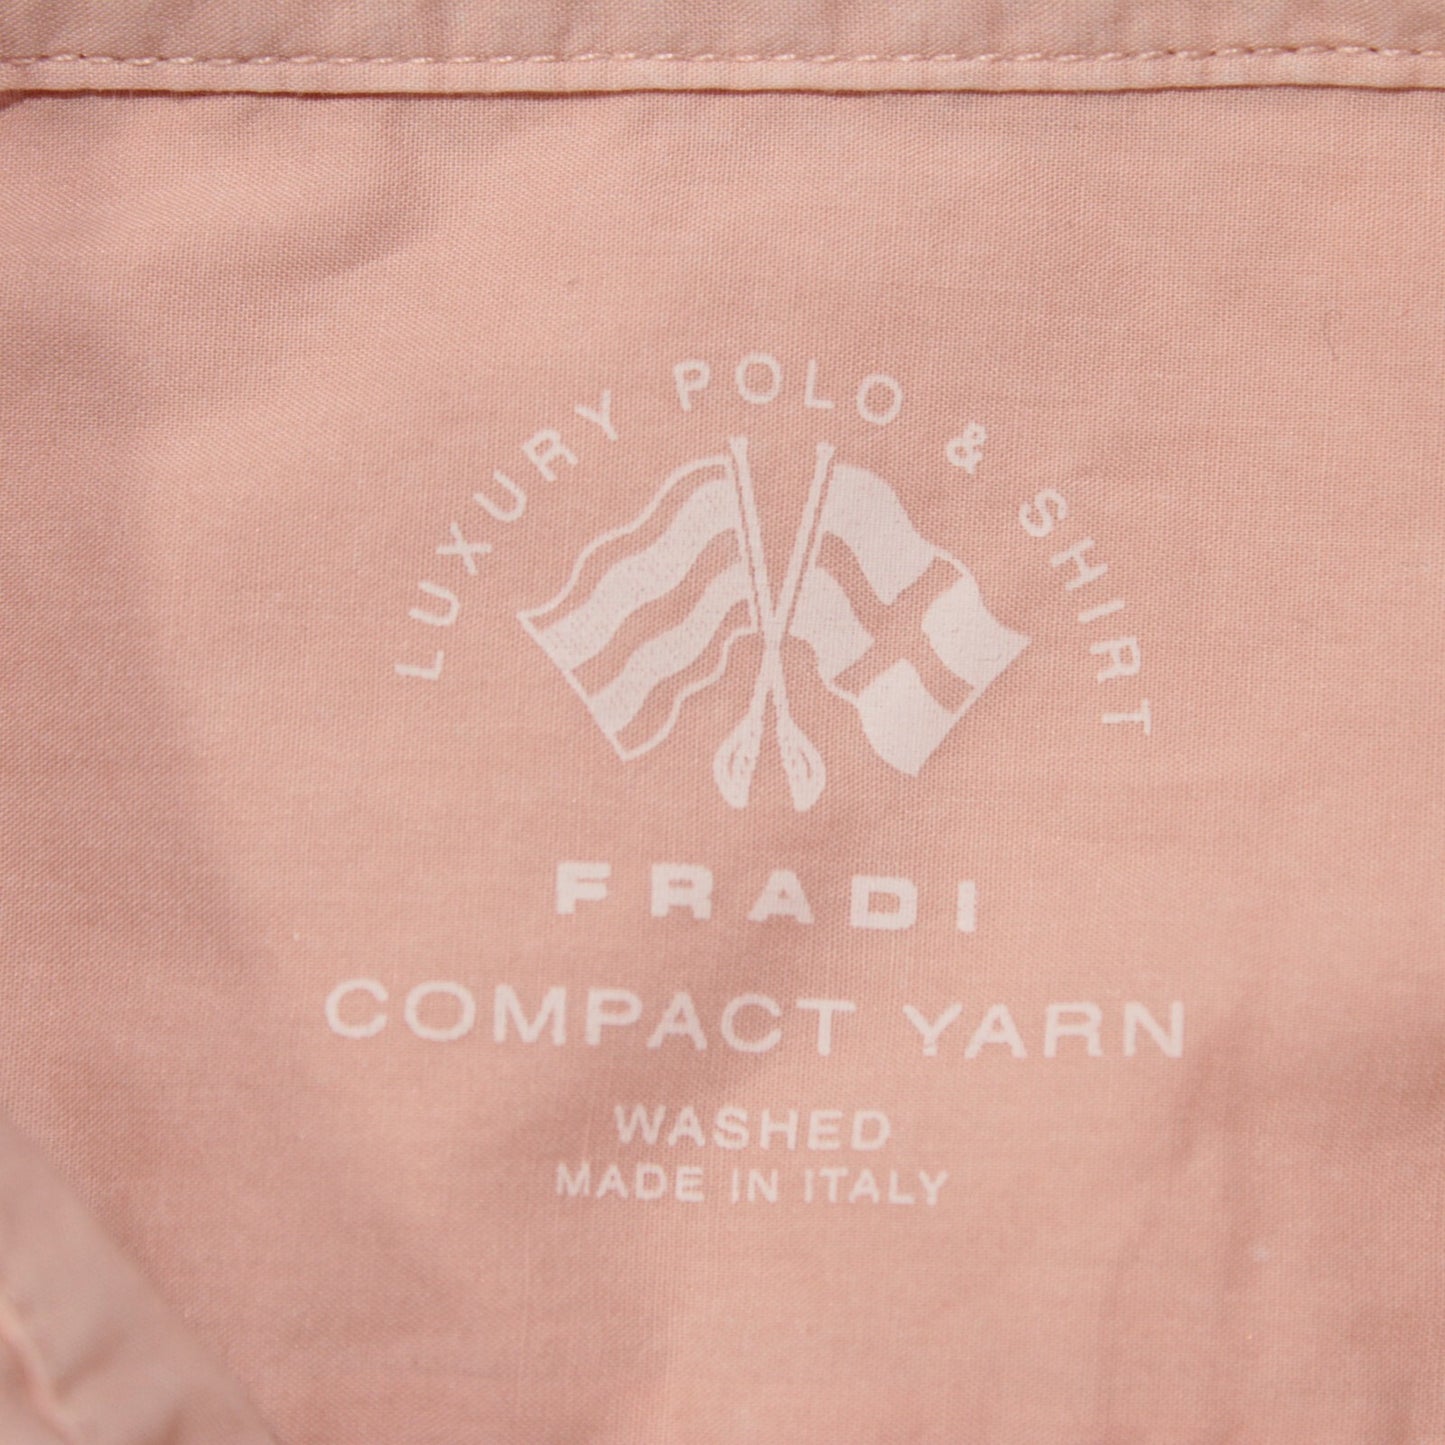 LUXURY POLO & SHIRT
FRADI
COMPACT YARN
WASHED
MADE IN ITALY